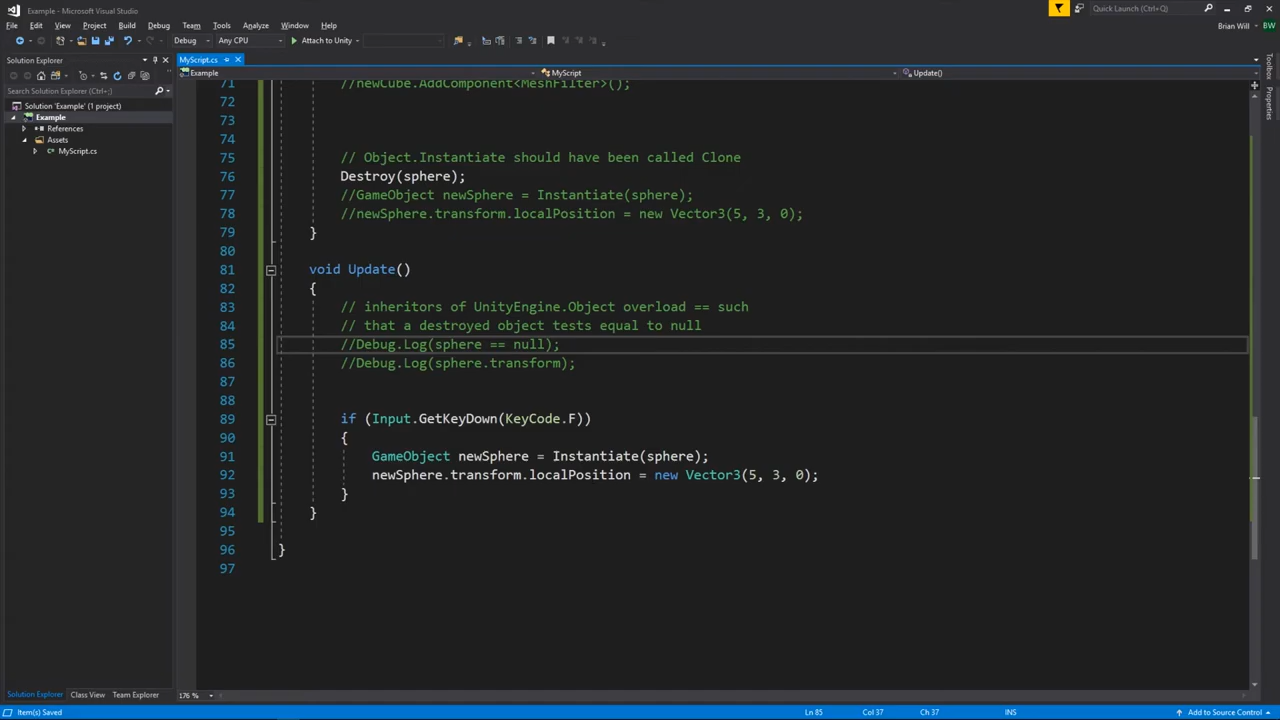 Example - Microsoft Visual Studio
Quick Launch (Ctrl+Q)
File Edit View Project Build Debug Team Tools Analyze Window Help
Brian Will BW
Debug Any CPU Attach to Unity
Solution Explorer
MyScript.cs
Example MyScript Update()
Search Solution Explorer (Ctrl+;)
Solution 'Example' (1 project)
Example
References
Assets
MyScript.cs
Toolbox
Properties
71 //newCube.AddComponent<MeshFilter>();
72
73
74
75 // Object.Instantiate should have been called Clone
76 Destroy(sphere);
77 //GameObject newSphere = Instantiate(sphere);
78 //newSphere.transform.localPosition = new Vector3(5, 3, 0);
79 }
80
81 void Update()
82 {
83 // inheritors of UnityEngine.Object overload == such
84 // that a destroyed object tests equal to null
85 //Debug.Log(sphere == null);
86 //Debug.Log(sphere.transform);
87
88
89 if (Input.GetKeyDown(KeyCode.F))
90 {
91 GameObject newSphere = Instantiate(sphere);
92 newSphere.transform.localPosition = new Vector3(5, 3, 0);
93 }
94 }
95
96 }
97
Solution Explorer Class View Team Explorer
176 %
Item(s) Saved
Ln 85 Col 37 Ch 37 INS
Add to Source Control